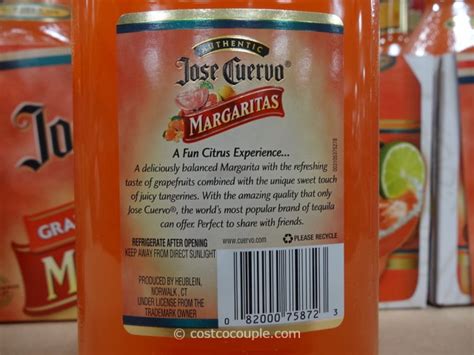 AUTHENTIC
Jose Cuervo®
MARGARITAS
A Fun Citrus Experience...
A deliciously balanced Margarita with the refreshing
taste of grapefruits combined with the unique sweet touch
of juicy tangerines. With the amazing quality that only
Jose Cuervo®, the world's most popular brand of tequila
can offer. Perfect to share with friends.
REFRIGERATE AFTER OPENING
KEEP AWAY FROM DIRECT SUNLIGHT
www.cuervo.com
PLEASE RECYCLE
PRODUCED BY HEUBLEIN,
NORWALK, CT
UNDER LICENSE FROM THE
TRADEMARK OWNER
0 82000 75872 3
Jo
GRA
M
© costcocouple.com